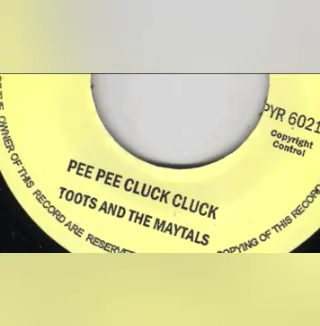 PYR 6021
Copyright
Control
PEE PEE CLUCK CLUCK
TOOTS AND THE MAYTALS
OWNER OF THIS RECORD ARE RESERVED
COPYING OF THIS RECORD